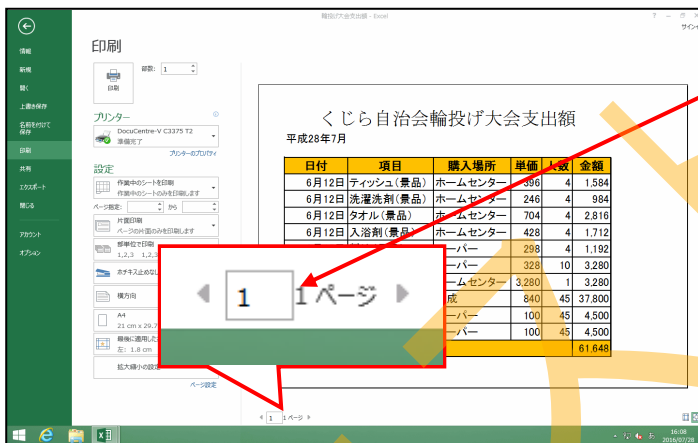 輪投げ大会支出額 - Excel
?
サイン
情報
新規
開く
上書き保存
名前を付けて
保存
印刷
共有
エクスポート
閉じる
アカウント
オプション
印刷
印刷
部数: 1
プリンター
DocuCentre-V C3375 T2
準備完了
プリンターのプロパティ
設定
作業中のシートを印刷
作業中のシートのみを印刷します
ページ指定: から
片面印刷
ページの片面のみを印刷します
部単位で印刷
1,2,3 1,2,3
ホチキス止めなし
横方向
A4
21 cm x 29.7
最後に適用した
左: 1.8 cm
拡大縮小の設定
ページ設定
くじら自治会輪投げ大会支出額
平成28年7月
日付 項目 購入場所 単価 人数 金額
6月12日 ティッシュ(景品) ホームセンター 396 4 1,584
6月12日 洗濯洗剤(景品) ホームセンター 246 4 984
6月12日 タオル(景品) ホームセンター 704 4 2,816
6月12日 入浴剤(景品) ホームセンター 428 4 1,712
ーパー 298 4 1,192
ーパー 328 10 3,280
ームセンター 3,280 1 3,280
成 840 45 37,800
ーパー 100 45 4,500
ーパー 100 45 4,500
61,648
1 1ページ
1 1ページ
16:08
2016/07/28